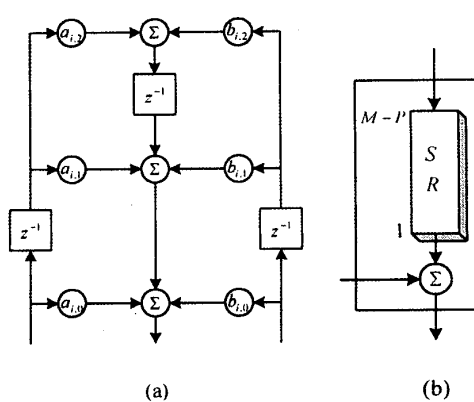 a_{i,2} Σ b_{i,2}
z^{-1}
M - P
S
R
a_{i,1} Σ b_{i,1}
z^{-1} z^{-1}
1
Σ
a_{i,0} Σ b_{i,0}
(a) (b)